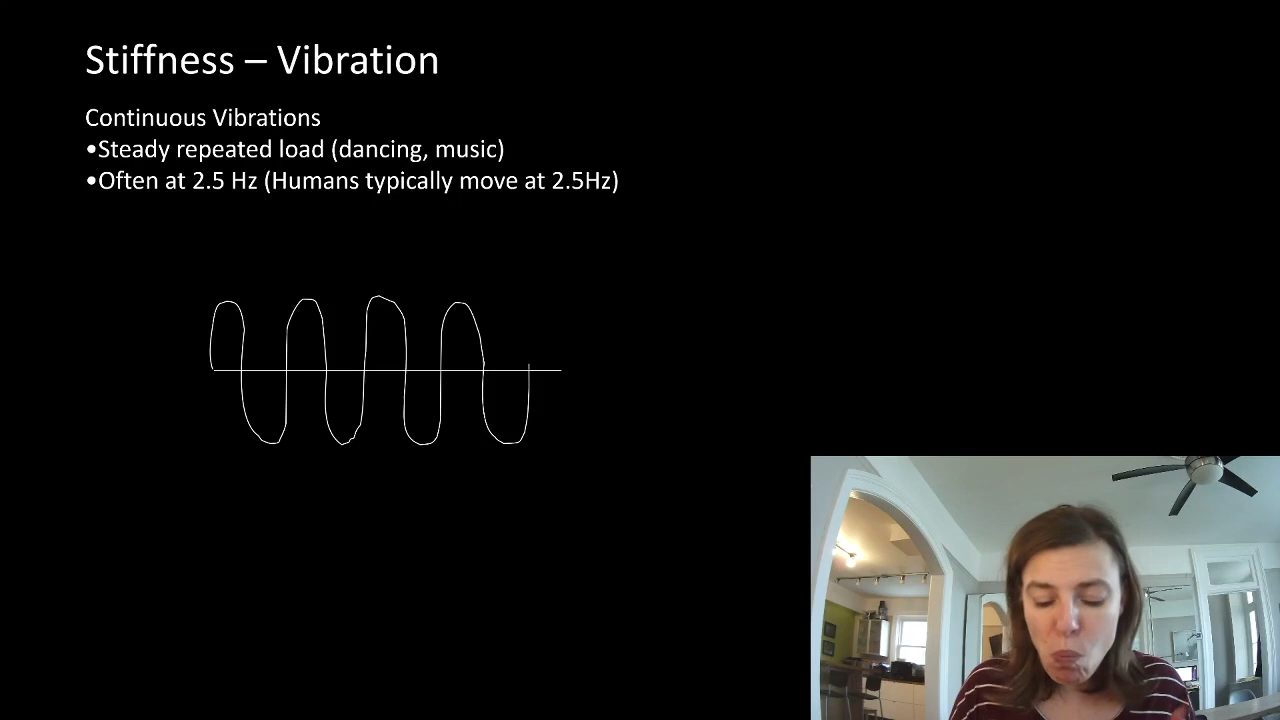 Stiffness – Vibration
Continuous Vibrations
•Steady repeated load (dancing, music)
•Often at 2.5 Hz (Humans typically move at 2.5Hz)